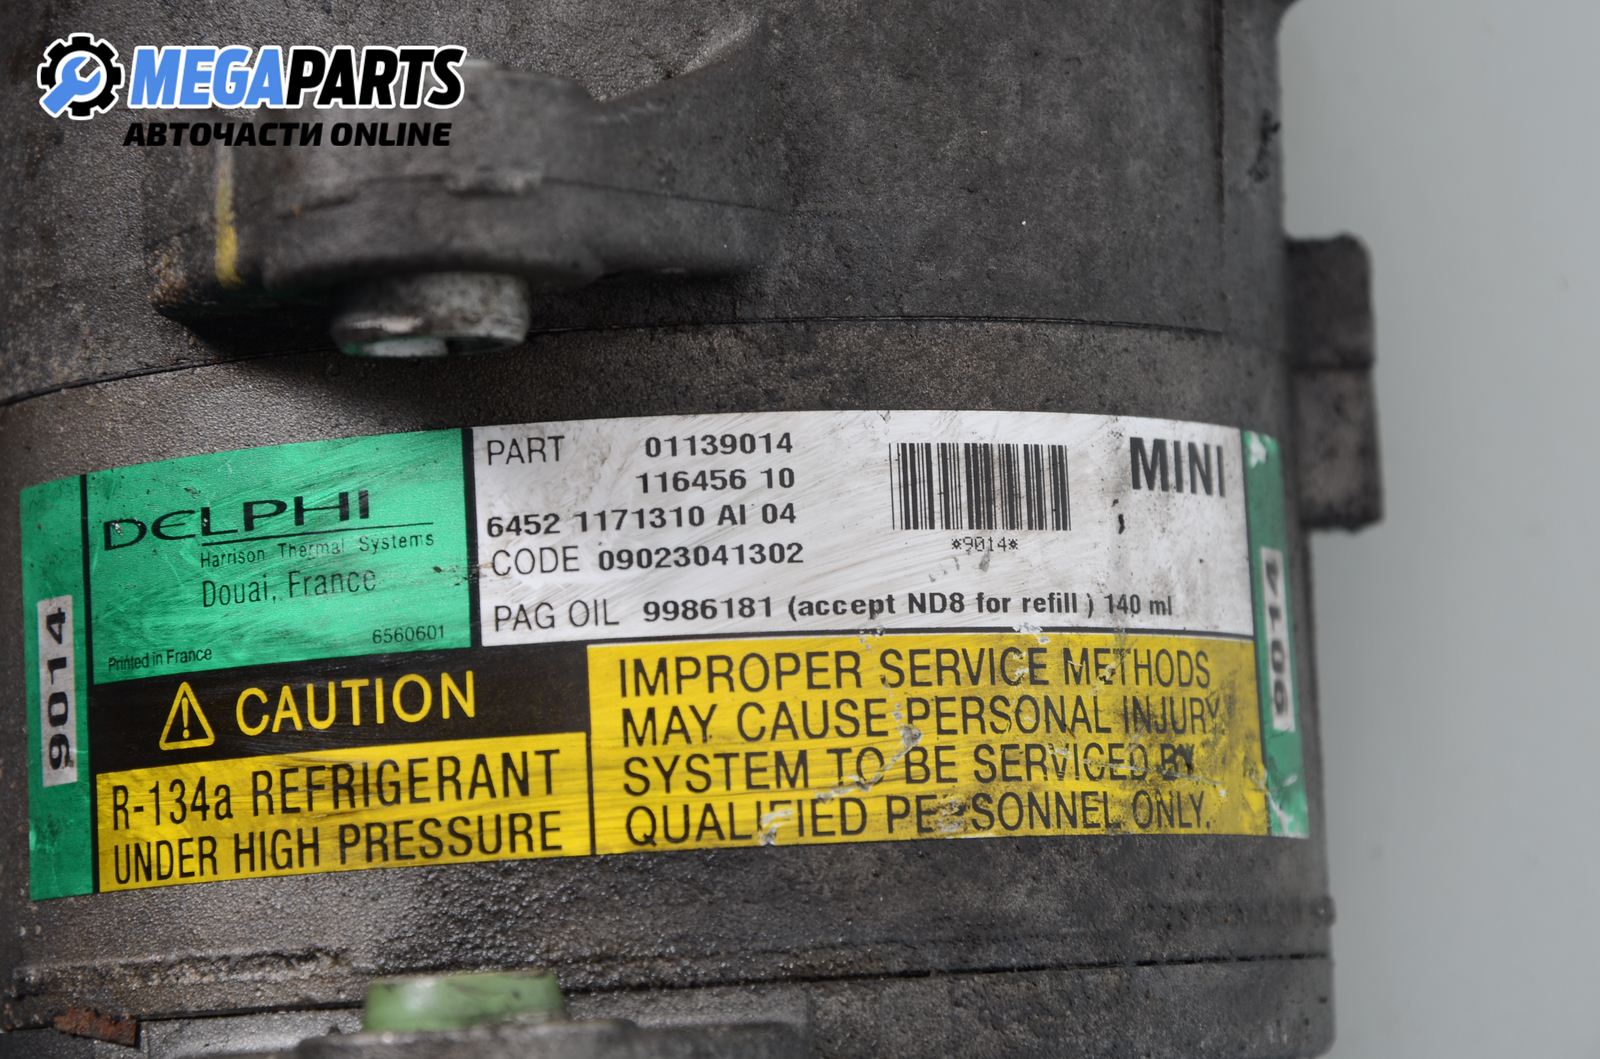 MEGAPARTS
АВТОЧАСТИ ONLINE
9014
DELPHI
Harrison Thermal Systems
Douai, France
6560601
Printed in France
PART 01139014
116456 10
6452 1171310 AI 04
CODE 09023041302
PAG OIL 9986181 (accept ND8 for refill ) 140 ml
*9014*
MINI
9014
CAUTION
R-134a REFRIGERANT
UNDER HIGH PRESSURE
IMPROPER SERVICE METHODS
MAY CAUSE PERSONAL INJURY.
SYSTEM TO BE SERVICED BY
QUALIFIED PERSONNEL ONLY.